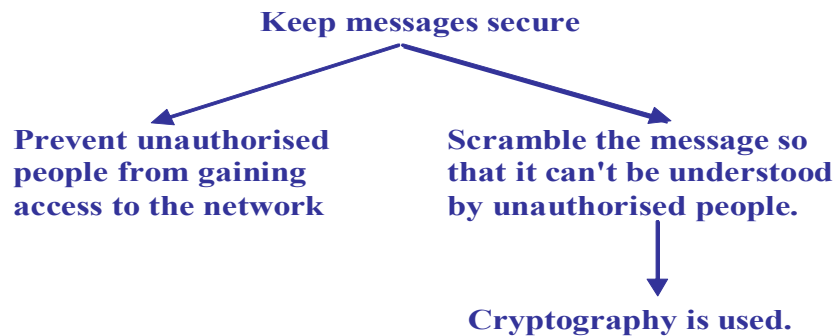 Keep messages secure
Prevent unauthorised
people from gaining
access to the network
Scramble the message so
that it can't be understood
by unauthorised people.
Cryptography is used.